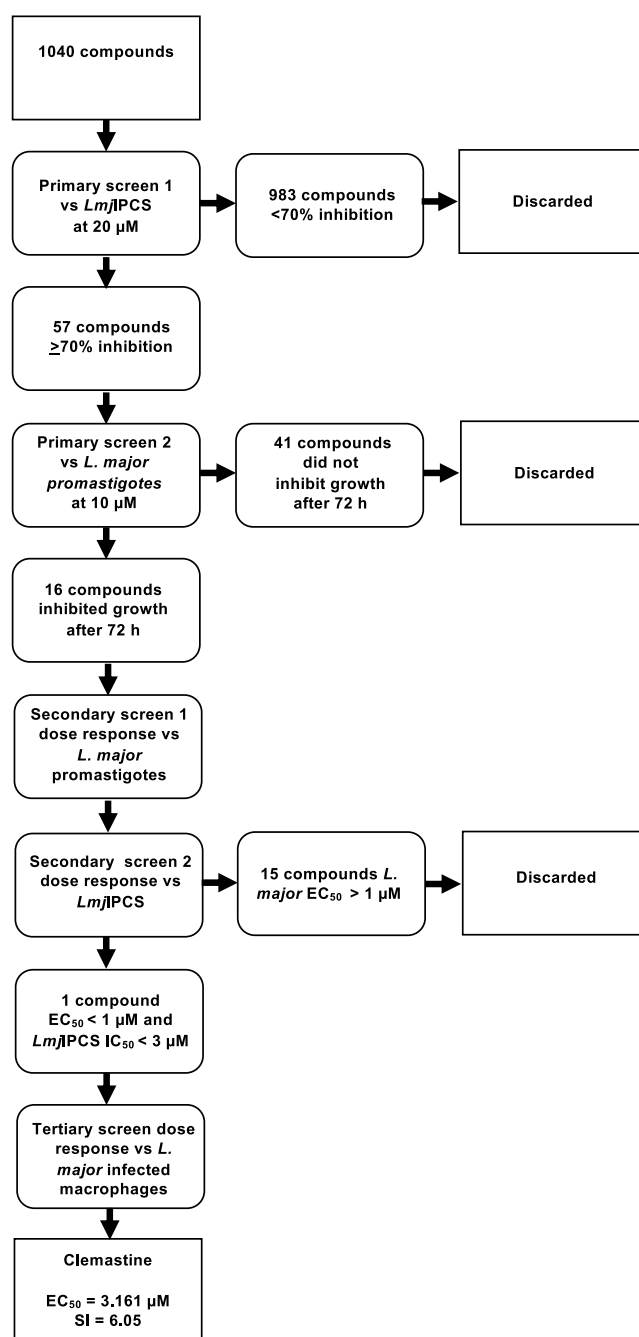 1040 compounds
Primary screen 1
vs LmjIPCS
at 20 µM
983 compounds
<70% inhibition
Discarded
57 compounds
≥70% inhibition
Primary screen 2
vs L. major
promastigotes
at 10 µM
41 compounds
did not
inhibit growth
after 72 h
Discarded
16 compounds
inhibited growth
after 72 h
Secondary screen 1
dose response vs
L. major
promastigotes
Secondary screen 2
dose response vs
LmjIPCS
15 compounds L.
major EC50 > 1 µM
Discarded
1 compound
EC50 < 1 µM and
LmjIPCS IC50 < 3 µM
Tertiary screen dose
response vs L.
major infected
macrophages
Clemastine
EC50 = 3.161 µM
SI = 6.05